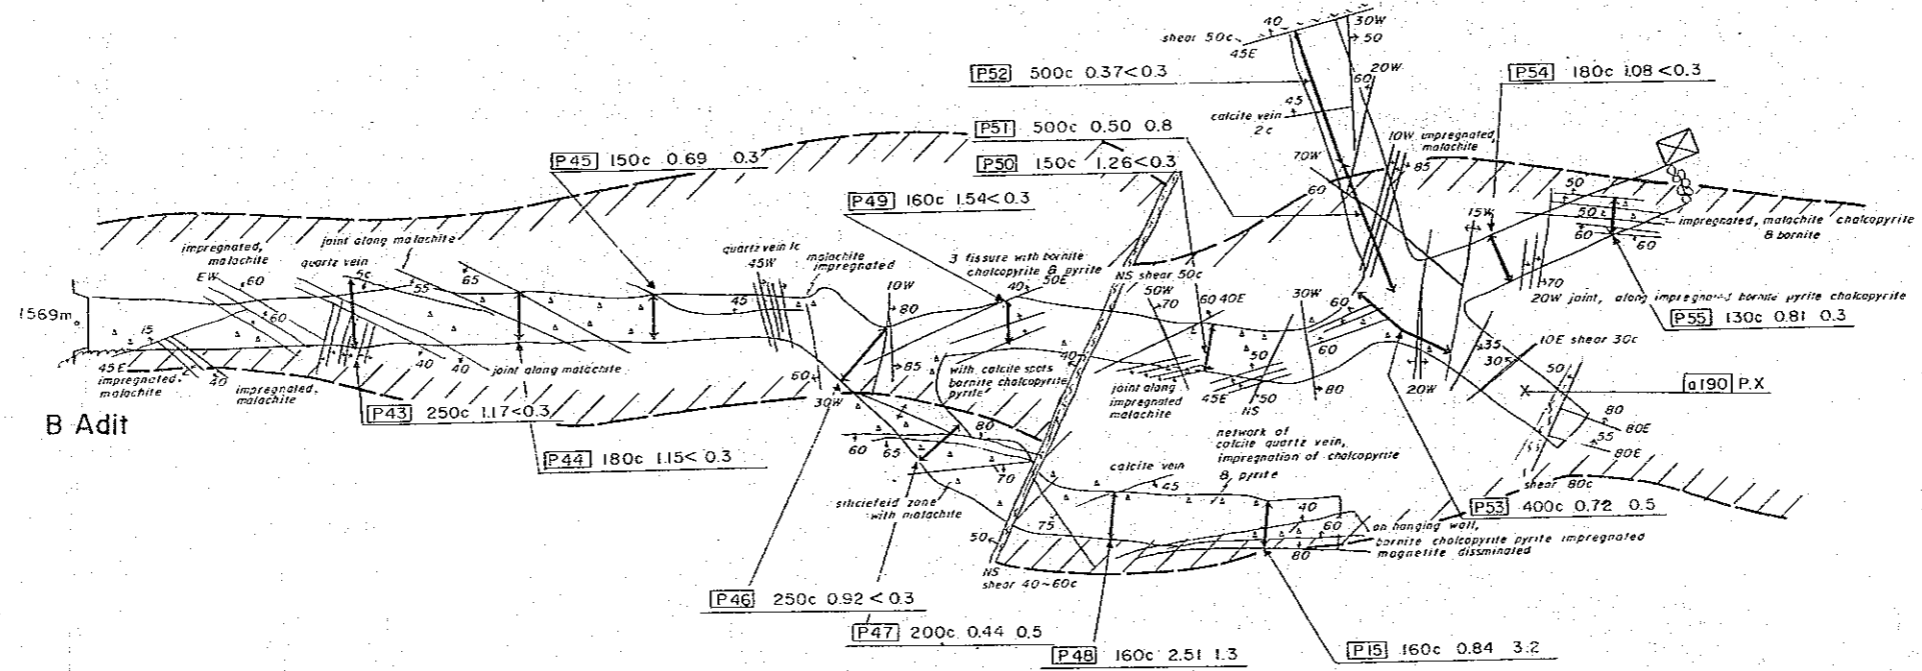 40
30W
shear 50c
50
45E
P52 500c 0.37<0.3
20W
60
P54 180c 1.08 <0.3
45
calcite vein
2c
P51 500c 0.50 0.8
10W impregnated,
malachite
P45 150c 0.69 0.3
P50 150c 1.26<0.3
70W
85
60
P49 160c 1.54<0.3
50
15W
50
impregnated, malachite chalcopyrite
& bornite
60
60
impregnated,
malachite
joint along malachite
quartz vein 1c
45W
malachite
impregnated
3 fissure with bornite
chalcopyrite & pyrite
quartz vein
EW
60
5c
55
65
40
50E
NS shear 50c
50W
70
60 40E
30W
60
70
20W joint, along impregnated bornite pyrite chalcopyrite
10W
80
45
1569m
P55 130c 0.81 0.3
15
60
10E shear 30c
35
30
40
40
40
50
60
joint along malachite
85
60
with calcite spots
bornite chalcopyrite
pyrite
40
45E
impregnated,
malachite
impregnated,
malachite
30W
joint along
impregnated
malachite
45E
50
NS
80
20W
50
a190 P.X
X
B Adit
P43 250c 1.17<0.3
80
80
80E
55
80E
60
65
network of
calcite quartz vein,
impregnation of chalcopyrite
& pyrite
P44 180c 1.15< 0.3
calcite vein
45
70
siliciefeid zone
with malachite
shear 80c
P53 400c 0.72 0.5
40
60
75
50
80
on hanging wall,
bornite chalcopyrite pyrite impregnated
magnetite dissminated
NS
shear 40~60c
P46 250c 0.92 < 0.3
P47 200c 0.44 0.5
P48 160c 2.51 1.3
P15 160c 0.84 3.2